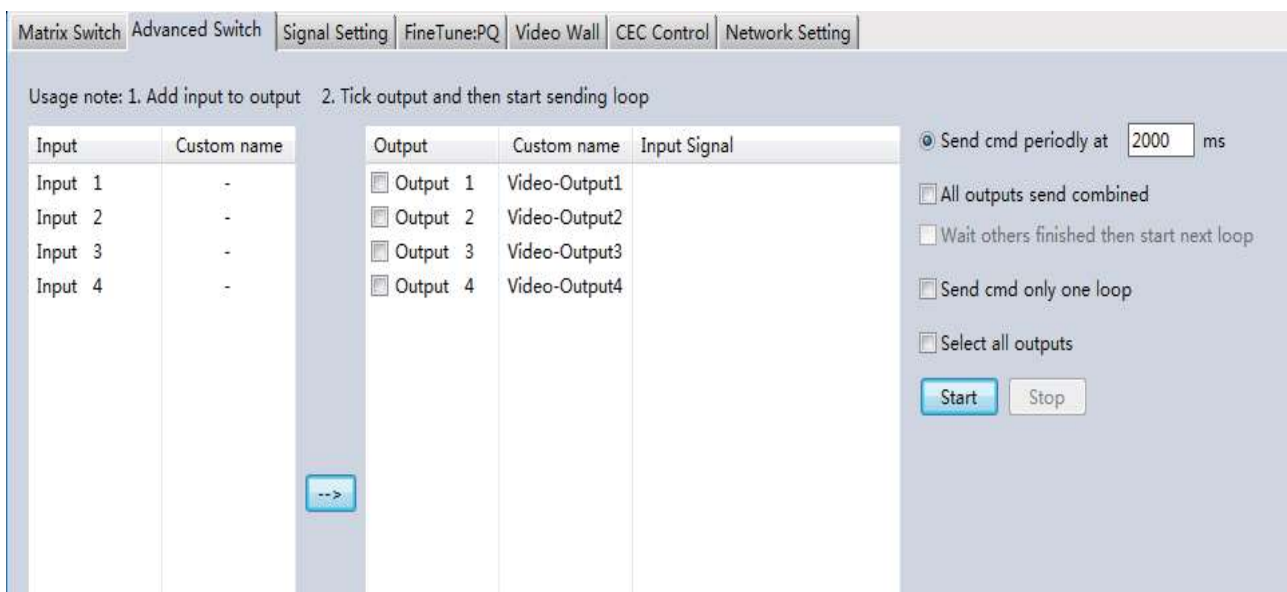 Matrix Switch Advanced Switch Signal Setting FineTune:PQ Video Wall CEC Control Network Setting
Usage note: 1. Add input to output 2. Tick output and then start sending loop
Input Custom name Output Custom name Input Signal
Send cmd periodly at 2000 ms
Input 1 - Output 1 Video-Output1
All outputs send combined
Input 2 - Output 2 Video-Output2
Wait others finished then start next loop
Input 3 - Output 3 Video-Output3
Input 4 - Output 4 Video-Output4
Send cmd only one loop
Select all outputs
Start Stop
-->